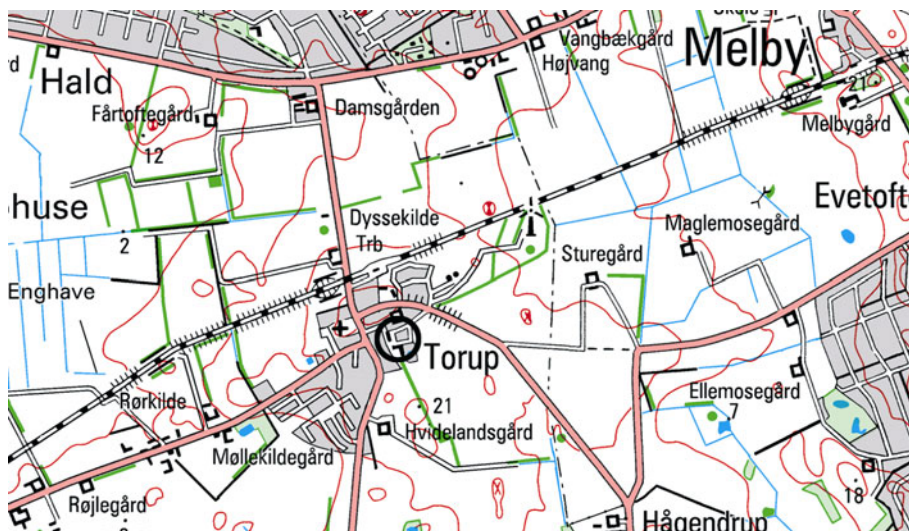 Hald
Fårtoftegård
12
Damsgården
Vangbækgård
Højvang
Melby
21
Melbygård
huse
2
Enghave
Dyssekilde
Trb
Sturegård
Maglemosegård
Evetoft
Torup
Rørkilde
21
Hvidelandsgård
Møllekildegård
Ellemosegård
7
Røjlegård
Hågendrup
18